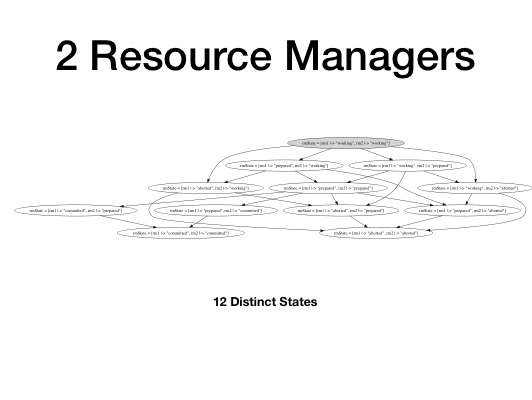 2 Resource Managers
rmState = [rm1 |-> "working", rm2 |-> "working"]
rmState = [rm1 |-> "prepared", rm2 |-> "working"]
rmState = [rm1 |-> "working", rm2 |-> "prepared"]
rmState = [rm1 |-> "aborted", rm2 |-> "working"]
rmState = [rm1 |-> "prepared", rm2 |-> "prepared"]
rmState = [rm1 |-> "working", rm2 |-> "aborted"]
rmState = [rm1 |-> "committed", rm2 |-> "prepared"]
rmState = [rm1 |-> "prepared", rm2 |-> "committed"]
rmState = [rm1 |-> "aborted", rm2 |-> "prepared"]
rmState = [rm1 |-> "prepared", rm2 |-> "aborted"]
rmState = [rm1 |-> "committed", rm2 |-> "committed"]
rmState = [rm1 |-> "aborted", rm2 |-> "aborted"]
12 Distinct States